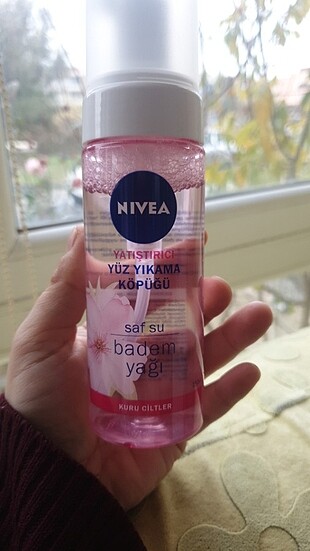 NIVEA
YATIŞTIRICI
YÜZ YIKAMA
KÖPÜĞÜ
saf su
badem
yağı
KURU CİLTLER